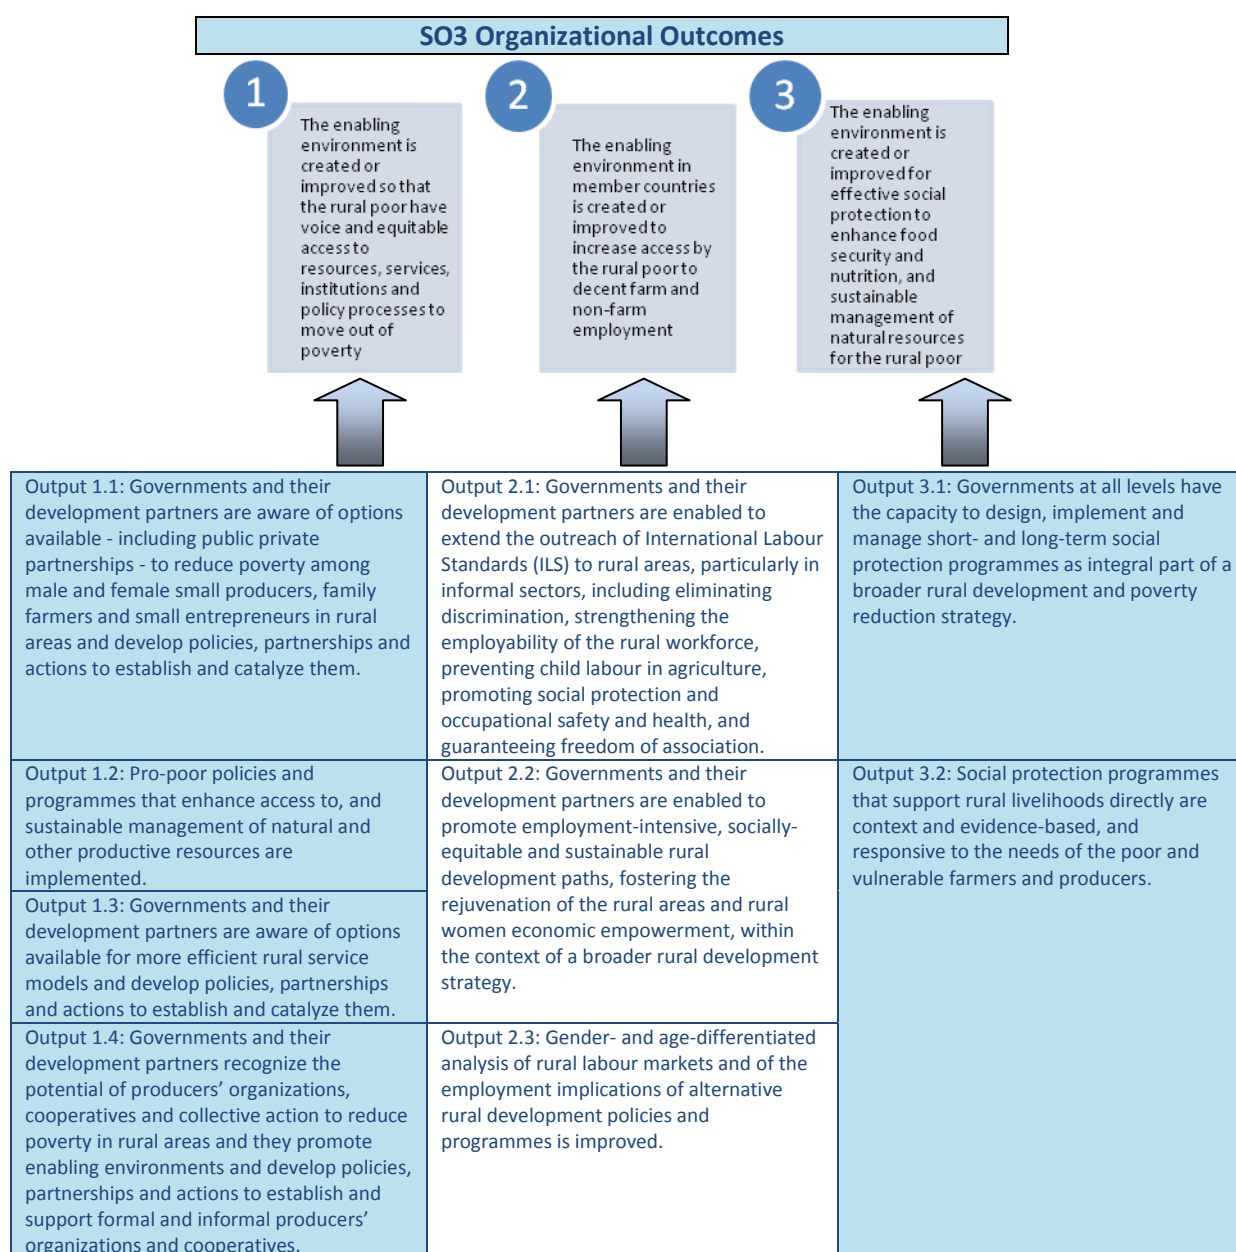 SO3 Organizational Outcomes
1
The enabling
environment is
created or
improved so that
the rural poor have
voice and equitable
access to
resources, services,
institutions and
policy processes to
move out of
poverty
2
The enabling
environment in
member countries
is created or
improved to
increase access by
the rural poor to
decent farm and
non-farm
employment
3
The enabling
environment is
created or
improved for
effective social
protection to
enhance food
security and
nutrition, and
sustainable
management of
natural resources
for the rural poor
Output 1.1: Governments and their
development partners are aware of options
available - including public private
partnerships - to reduce poverty among
male and female small producers, family
farmers and small entrepreneurs in rural
areas and develop policies, partnerships and
actions to establish and catalyze them.
Output 2.1: Governments and their
development partners are enabled to
extend the outreach of International Labour
Standards (ILS) to rural areas, particularly in
informal sectors, including eliminating
discrimination, strengthening the
employability of the rural workforce,
preventing child labour in agriculture,
promoting social protection and
occupational safety and health, and
guaranteeing freedom of association.
Output 3.1: Governments at all levels have
the capacity to design, implement and
manage short- and long-term social
protection programmes as integral part of a
broader rural development and poverty
reduction strategy.
Output 1.2: Pro-poor policies and
programmes that enhance access to, and
sustainable management of natural and
other productive resources are
implemented.
Output 2.2: Governments and their
development partners are enabled to
promote employment-intensive, socially-
equitable and sustainable rural
development paths, fostering the
rejuvenation of the rural areas and rural
women economic empowerment, within
the context of a broader rural development
strategy.
Output 3.2: Social protection programmes
that support rural livelihoods directly are
context and evidence-based, and
responsive to the needs of the poor and
vulnerable farmers and producers.
Output 1.3: Governments and their
development partners are aware of options
available for more efficient rural service
models and develop policies, partnerships
and actions to establish and catalyze them.
Output 1.4: Governments and their
development partners recognize the
potential of producers’ organizations,
cooperatives and collective action to reduce
poverty in rural areas and they promote
enabling environments and develop policies,
partnerships and actions to establish and
support formal and informal producers’
organizations and cooperatives.
Output 2.3: Gender- and age-differentiated
analysis of rural labour markets and of the
employment implications of alternative
rural development policies and
programmes is improved.